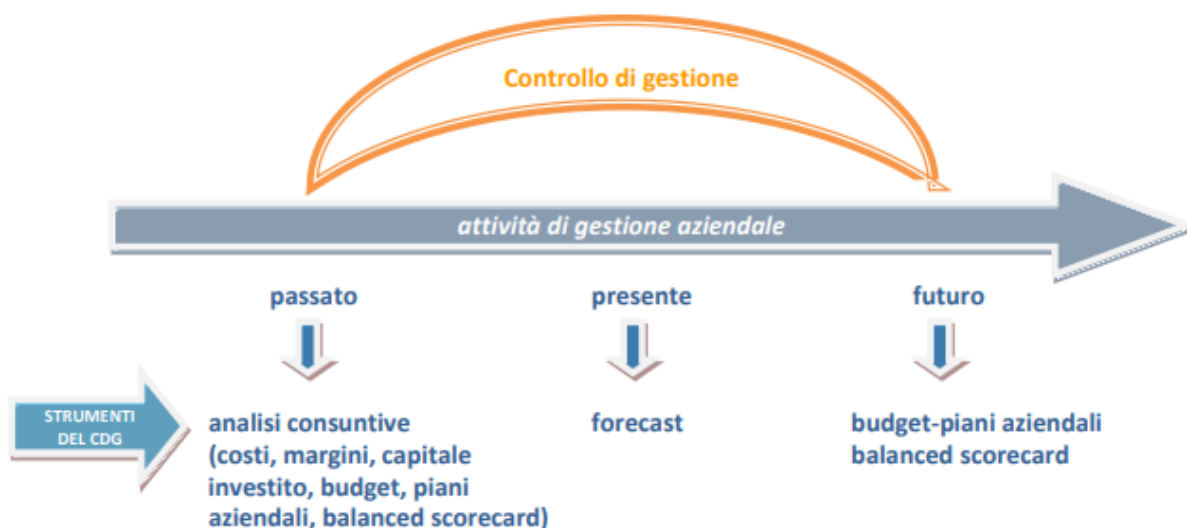 Controllo di gestione
attività di gestione aziendale
passato
presente
futuro
STRUMENTI
DEL CDG
analisi consuntive
(costi, margini, capitale
investito, budget, piani
aziendali, balanced scorecard)
forecast
budget-piani aziendali
balanced scorecard